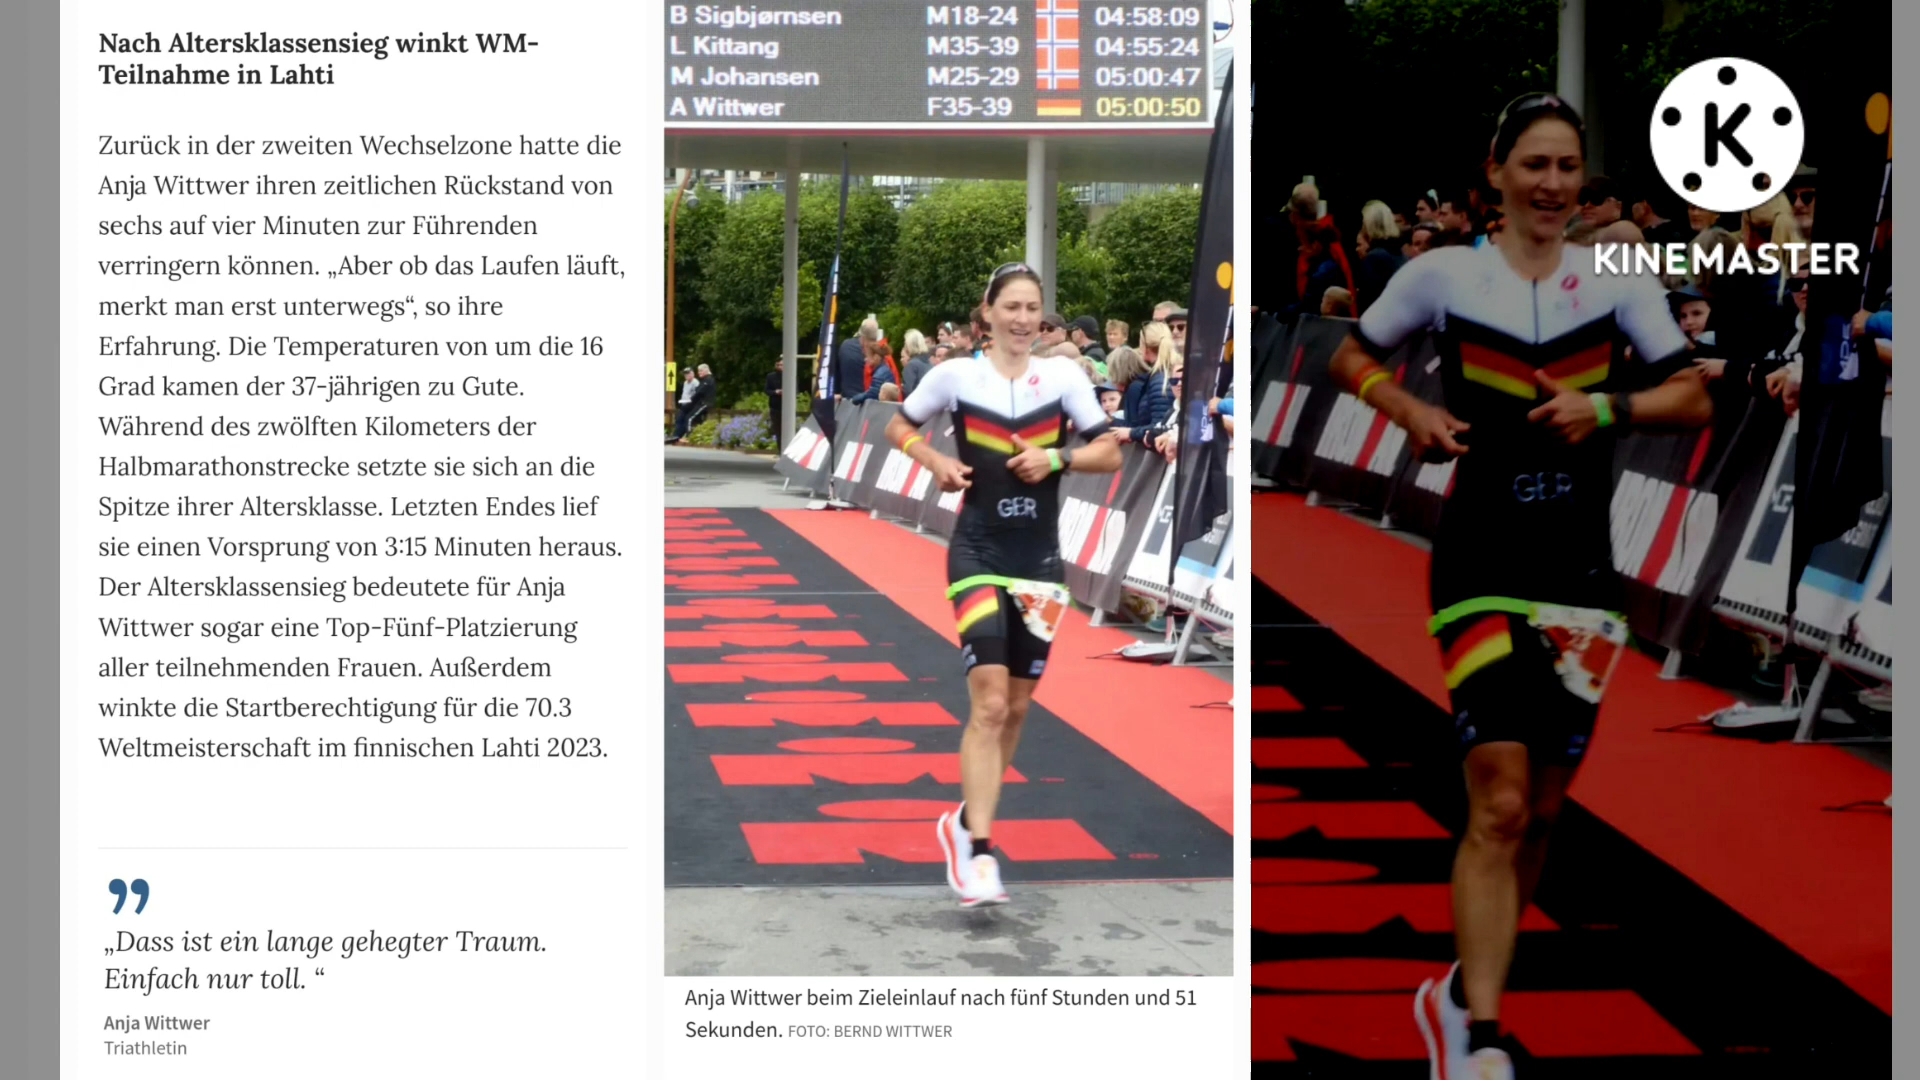 Nach Altersklassensieg winkt WM-
Teilnahme in Lahti
Zurück in der zweiten Wechselzone hatte die
Anja Wittwer ihren zeitlichen Rückstand von
sechs auf vier Minuten zur Führenden
verringern können. „Aber ob das Laufen läuft,
merkt man erst unterwegs“, so ihre
Erfahrung. Die Temperaturen von um die 16
Grad kamen der 37-jährigen zu Gute.
Während des zwölften Kilometers der
Halbmarathonstrecke setzte sie sich an die
Spitze ihrer Altersklasse. Letzten Endes lief
sie einen Vorsprung von 3:15 Minuten heraus.
Der Altersklassensieg bedeutete für Anja
Wittwer sogar eine Top-Fünf-Platzierung
aller teilnehmenden Frauen. Außerdem
winkte die Startberechtigung für die 70.3
Weltmeisterschaft im finnischen Lahti 2023.
„Dass ist ein lange gehegter Traum.
Einfach nur toll. “
Anja Wittwer
Triathletin
B Sigbjørnsen M18-24 04:58:09
L Kittang M35-39 04:55:24
M Johansen M25-29 05:00:47
A Wittwer F35-39 05:00:50
GER
Anja Wittwer beim Zieleinlauf nach fünf Stunden und 51
Sekunden. FOTO: BERND WITTWER
K
KINEMASTER
GER